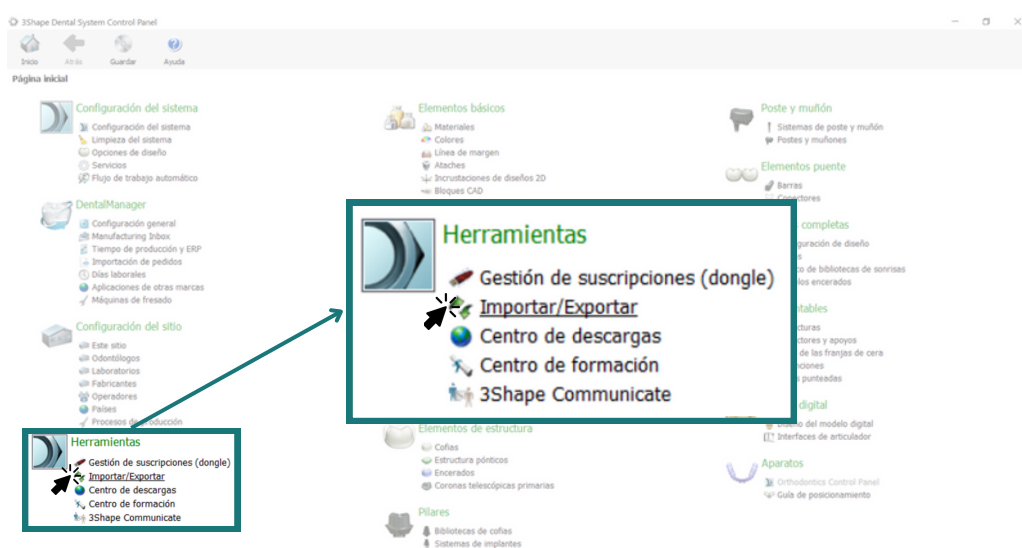 3Shape Dental System Control Panel
Inicio
Atrás
Guardar
Ayuda
Página inicial
Configuración del sistema
Configuración del sistema
Limpieza del sistema
Opciones de diseño
Servicios
Flujo de trabajo automático
DentalManager
Configuración general
Manufacturing Inbox
Tiempo de producción y ERP
Importación de pedidos
Días laborales
Aplicaciones de otras marcas
Máquinas de fresado
Configuración del sitio
Este sitio
Odontólogos
Laboratorios
Fabricantes
Operadores
Países
Procesos de producción
Herramientas
Gestión de suscripciones (dongle)
Importar/Exportar
Centro de descargas
Centro de formación
3Shape Communicate
Elementos básicos
Materiales
Colores
Línea de margen
Ataches
Incrustaciones de diseños 2D
Bloques CAD
Herramientas
Gestión de suscripciones (dongle)
Importar/Exportar
Centro de descargas
Centro de formación
3Shape Communicate
Elementos de estructura
Cofias
Estructura pónticos
Encerados
Coronas telescópicas primarias
Pilares
Bibliotecas de cofias
Sistemas de implantes
Poste y muñón
Sistemas de poste y muñón
Postes y muñones
Elementos puente
Barras
Conectores
completas
guración de diseño
o de bibliotecas de sonrisas
los encerados
ntables
cturas
ctores y apoyos
de las franjas de cera
ciones
punteadas
digital
Diseño del modelo digital
Interfaces de articulador
Aparatos
Orthodontics Control Panel
Guía de posicionamiento